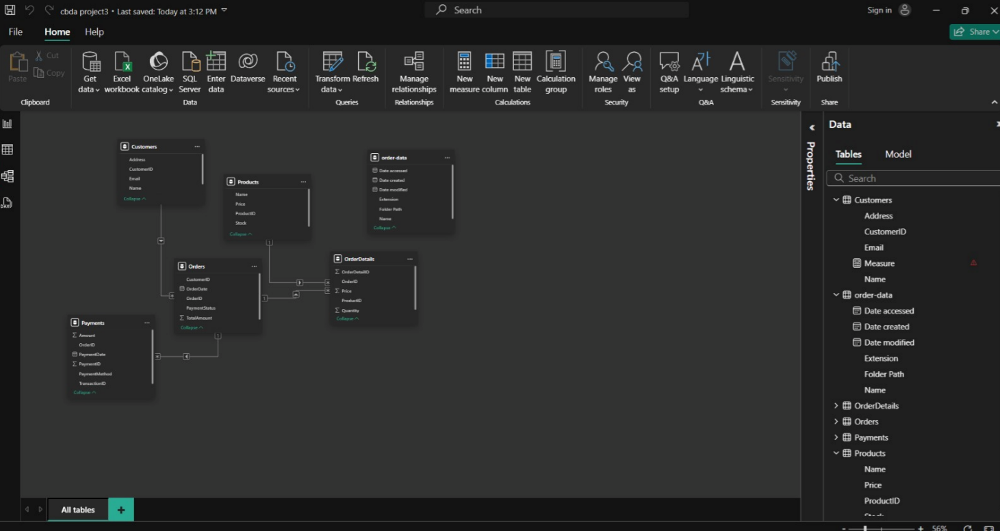 cbda project3 • Last saved: Today at 3:12 PM
Search
Sign in
File Home Help
Share
Paste
Cut
Copy
Get data
Excel workbook
OneLake catalog
SQL Server
Enter data
Dataverse
Recent sources
Transform data
Refresh
Manage relationships
New measure
New column
New table
Calculation group
Manage roles
View as
Q&A setup
Language
Linguistic schema
Sensitivity
Publish
Clipboard Data Queries Relationships Calculations Security Q&A Sensitivity Share
DAX
Customers
Address
CustomerID
Email
Name
Collapse
Products
Name
Price
ProductID
Stock
Collapse
1
order-data
Date accessed
Date created
Date modified
Extension
Folder Path
Name
Collapse
Orders
CustomerID
OrderDate
OrderID
PaymentStatus
TotalAmount
Collapse
1
1
OrderDetails
OrderDetailID
OrderID
Price
ProductID
Quantity
Collapse
Payments
Amount
OrderID
PaymentDate
PaymentID
PaymentMethod
TransactionID
Collapse
Properties
Data
Tables Model
Search
Customers
Address
CustomerID
Email
Measure
Name
order-data
Date accessed
Date created
Date modified
Extension
Folder Path
Name
OrderDetails
Orders
Payments
Products
Name
Price
ProductID
Stock
All tables +
- + 56%